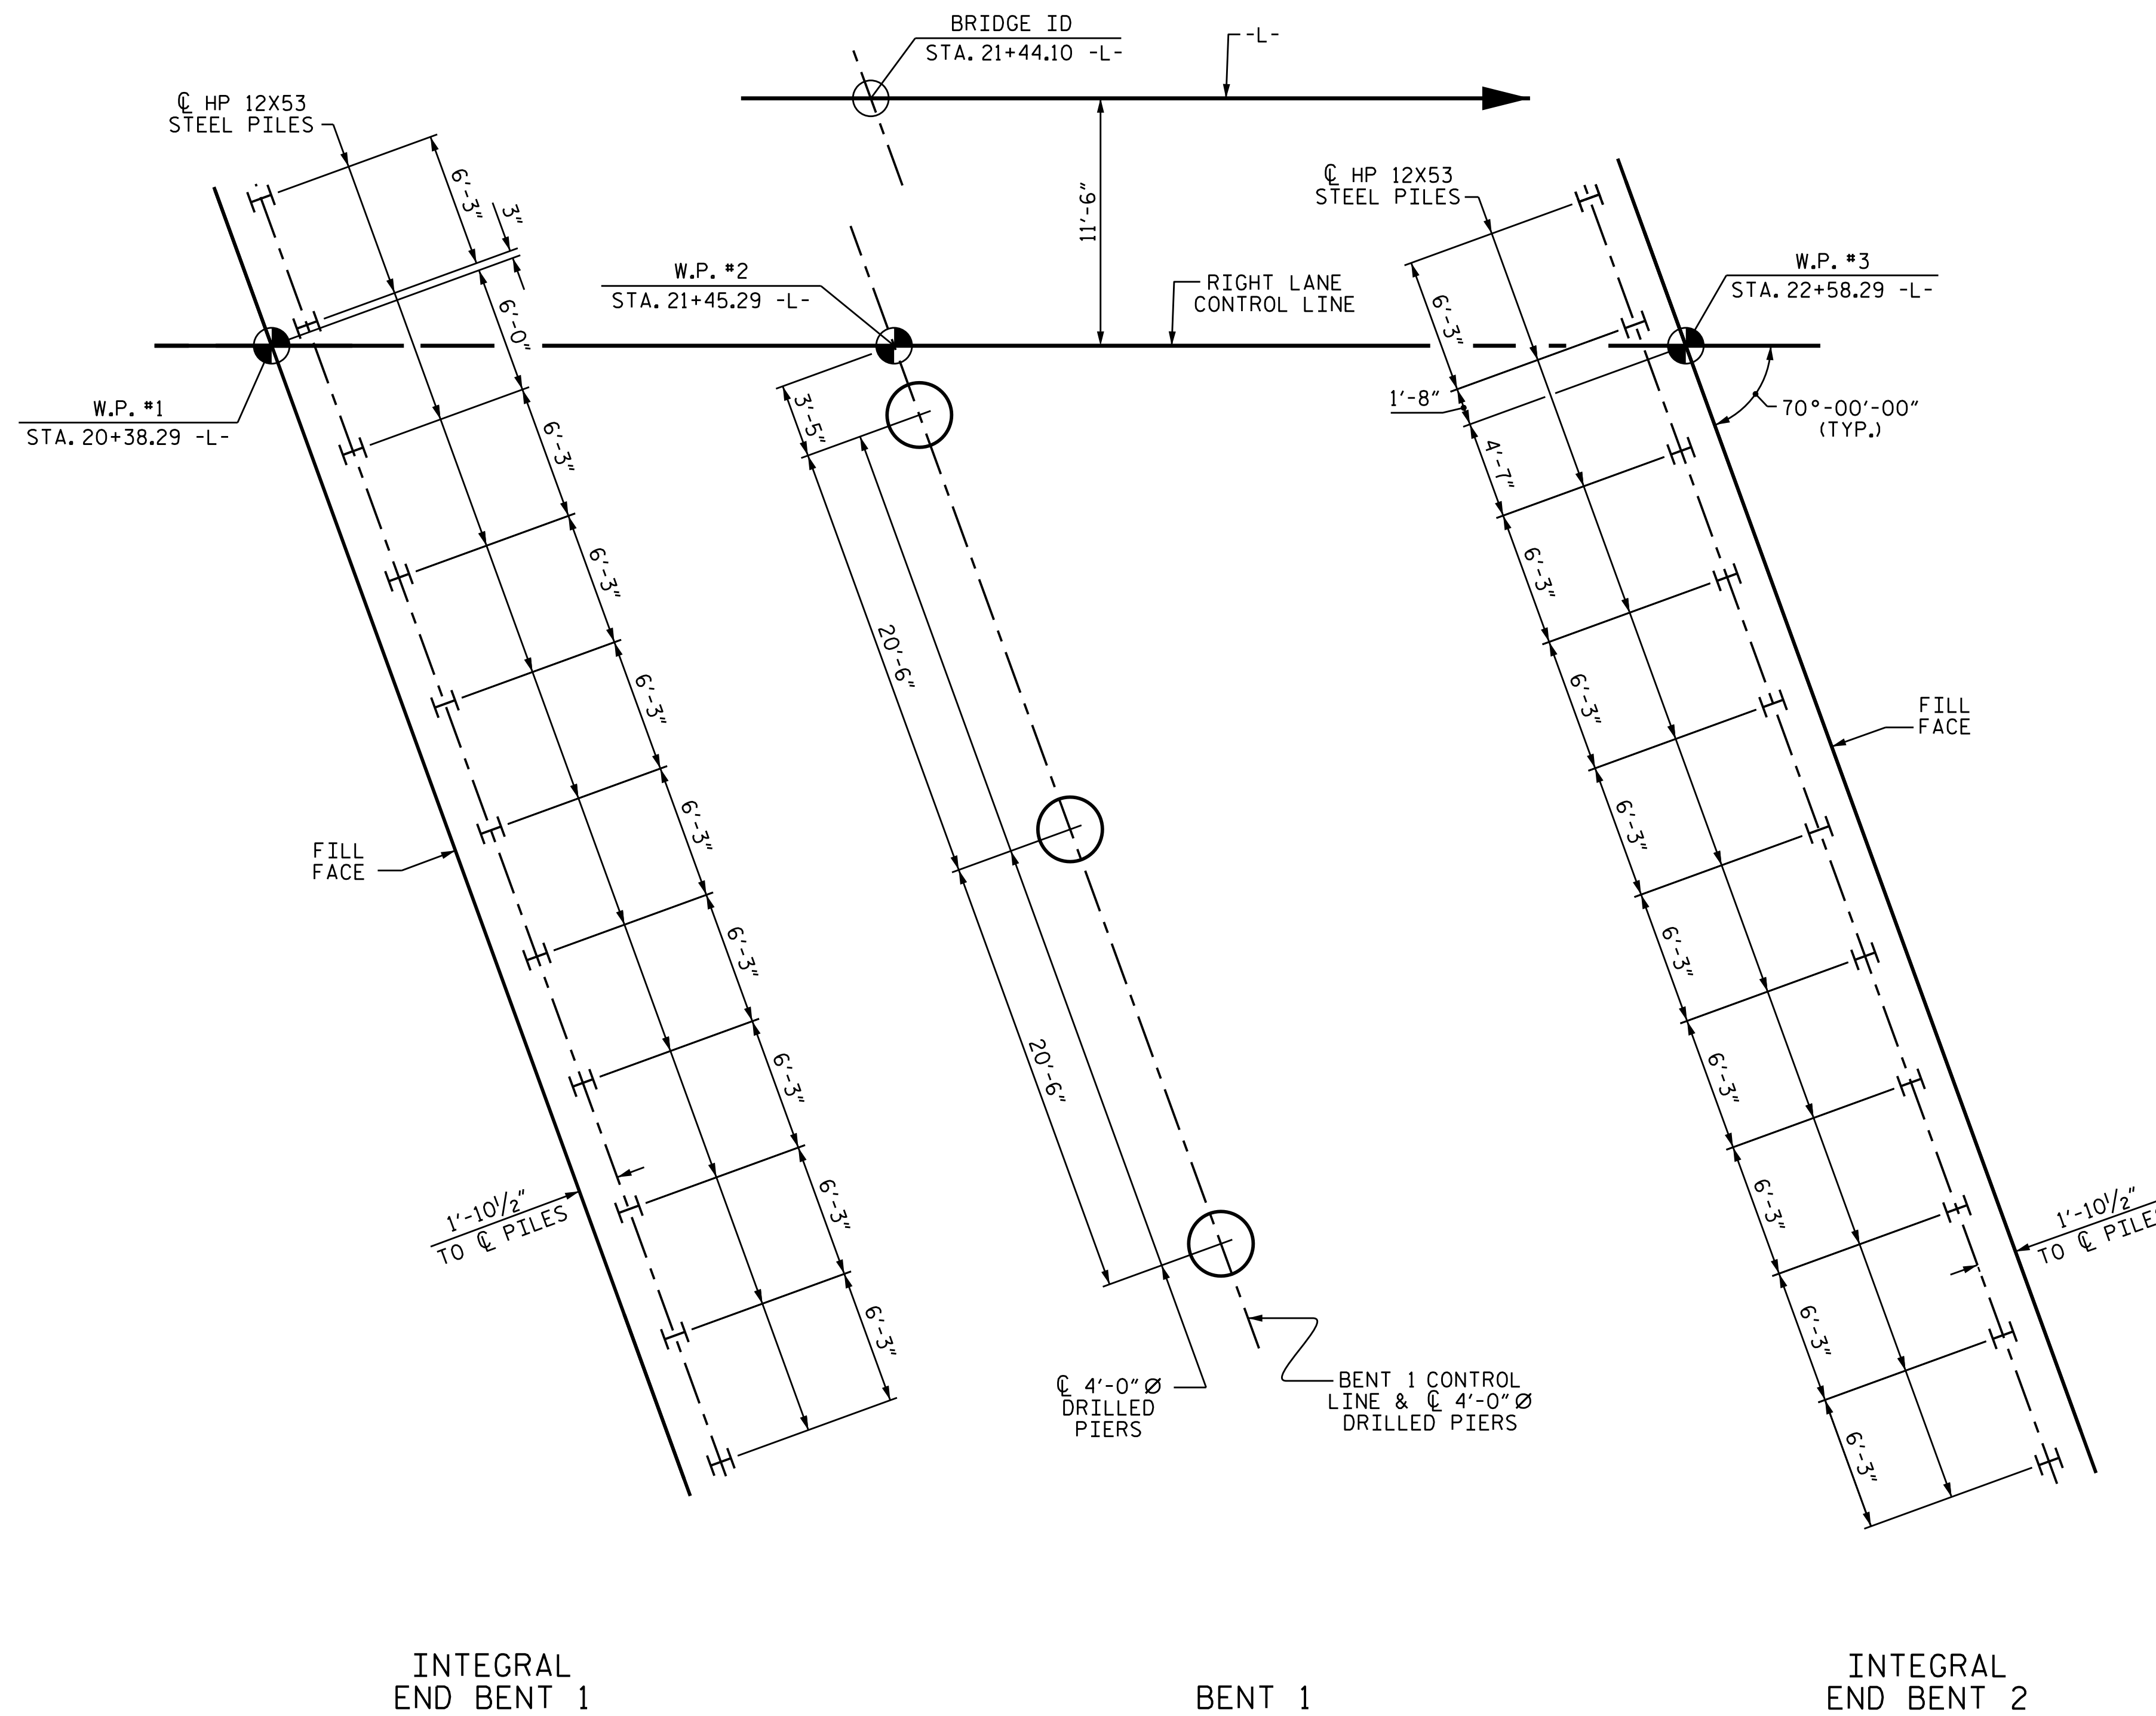 BRIDGE ID
STA. 21+44.10 -L-
-L-
℄ HP 12X53
STEEL PILES
6'-3"
3"
6'-0"
6'-3"
6'-3"
6'-3"
6'-3"
6'-3"
6'-3"
6'-3"
6'-3"
W.P. #1
STA. 20+38.29 -L-
FILL
FACE
1'-10 1/2"
TO ℄ PILES
W.P. #2
STA. 21+45.29 -L-
11'-6"
RIGHT LANE
CONTROL LINE
3'-5"
20'-6"
20'-6"
℄ 4'-0" Ø
DRILLED
PIERS
BENT 1 CONTROL
LINE & ℄ 4'-0" Ø
DRILLED PIERS
℄ HP 12X53
STEEL PILES
W.P. #3
STA. 22+58.29 -L-
6'-3"
1'-8"
4'-7"
6'-3"
6'-3"
6'-3"
6'-3"
6'-3"
6'-3"
6'-3"
6'-3"
70°-00'-00"
(TYP.)
FILL
FACE
1'-10 1/2"
TO ℄ PILES
INTEGRAL
END BENT 1
BENT 1
INTEGRAL
END BENT 2